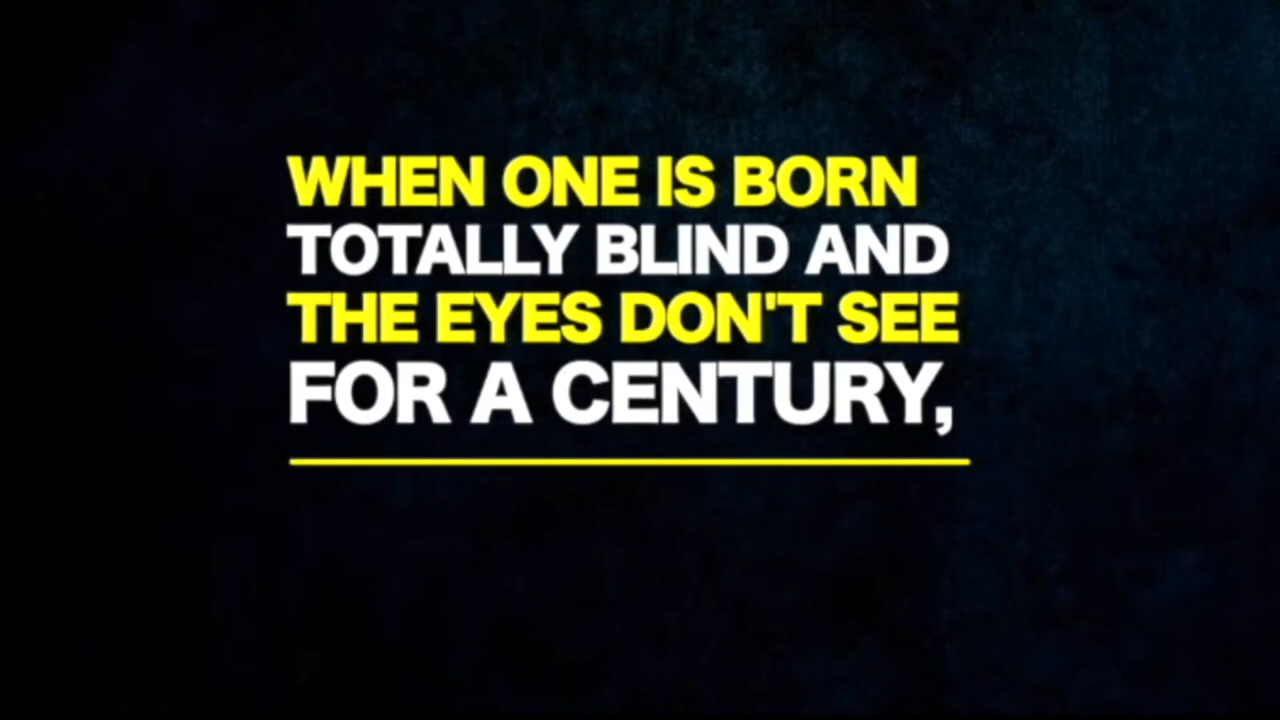 WHEN ONE IS BORN
TOTALLY BLIND AND
THE EYES DON'T SEE
FOR A CENTURY,